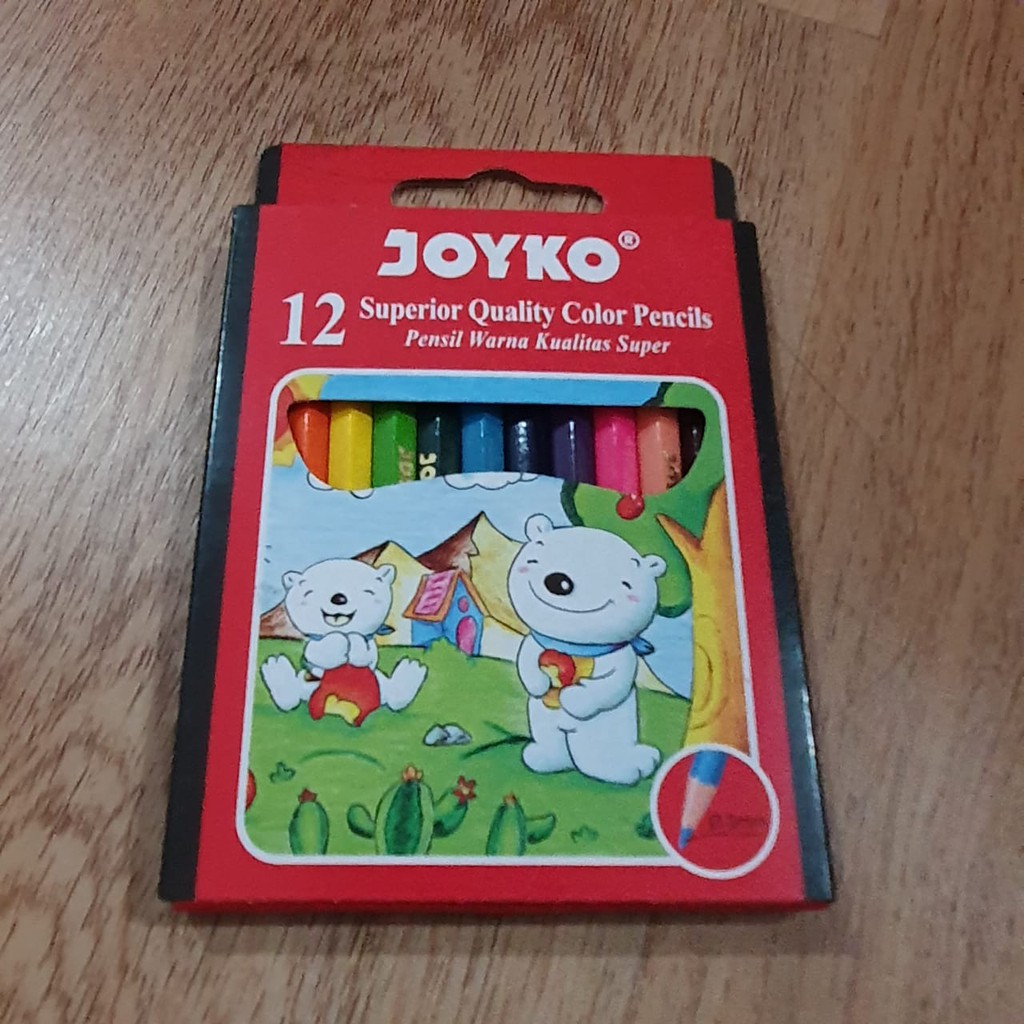 JOYKO®
12 Superior Quality Color Pencils
Pensil Warna Kualitas Super